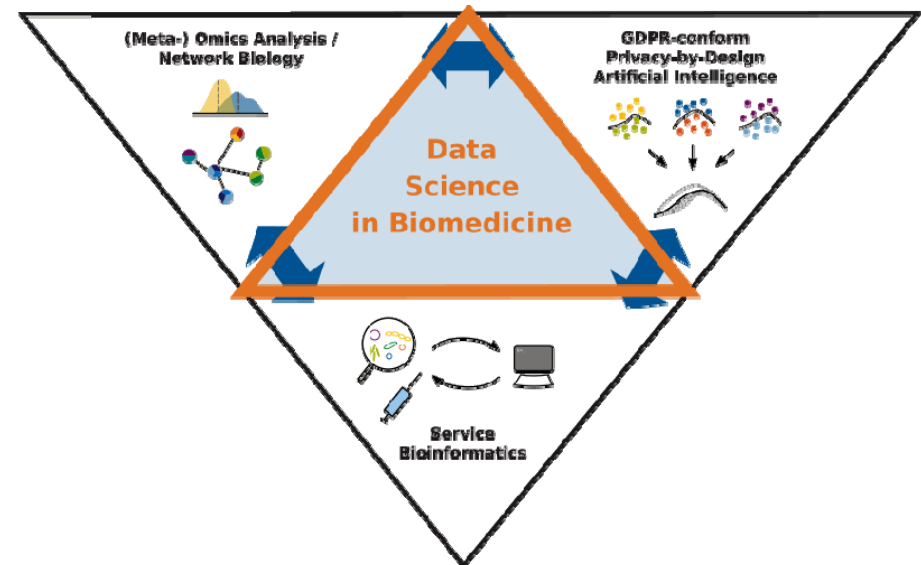 (Meta-) Omics Analysis /
Network Biology
GDPR-conform
Privacy-by-Design
Artificial Intelligence
Data
Science
in Biomedicine
Service
Bioinformatics